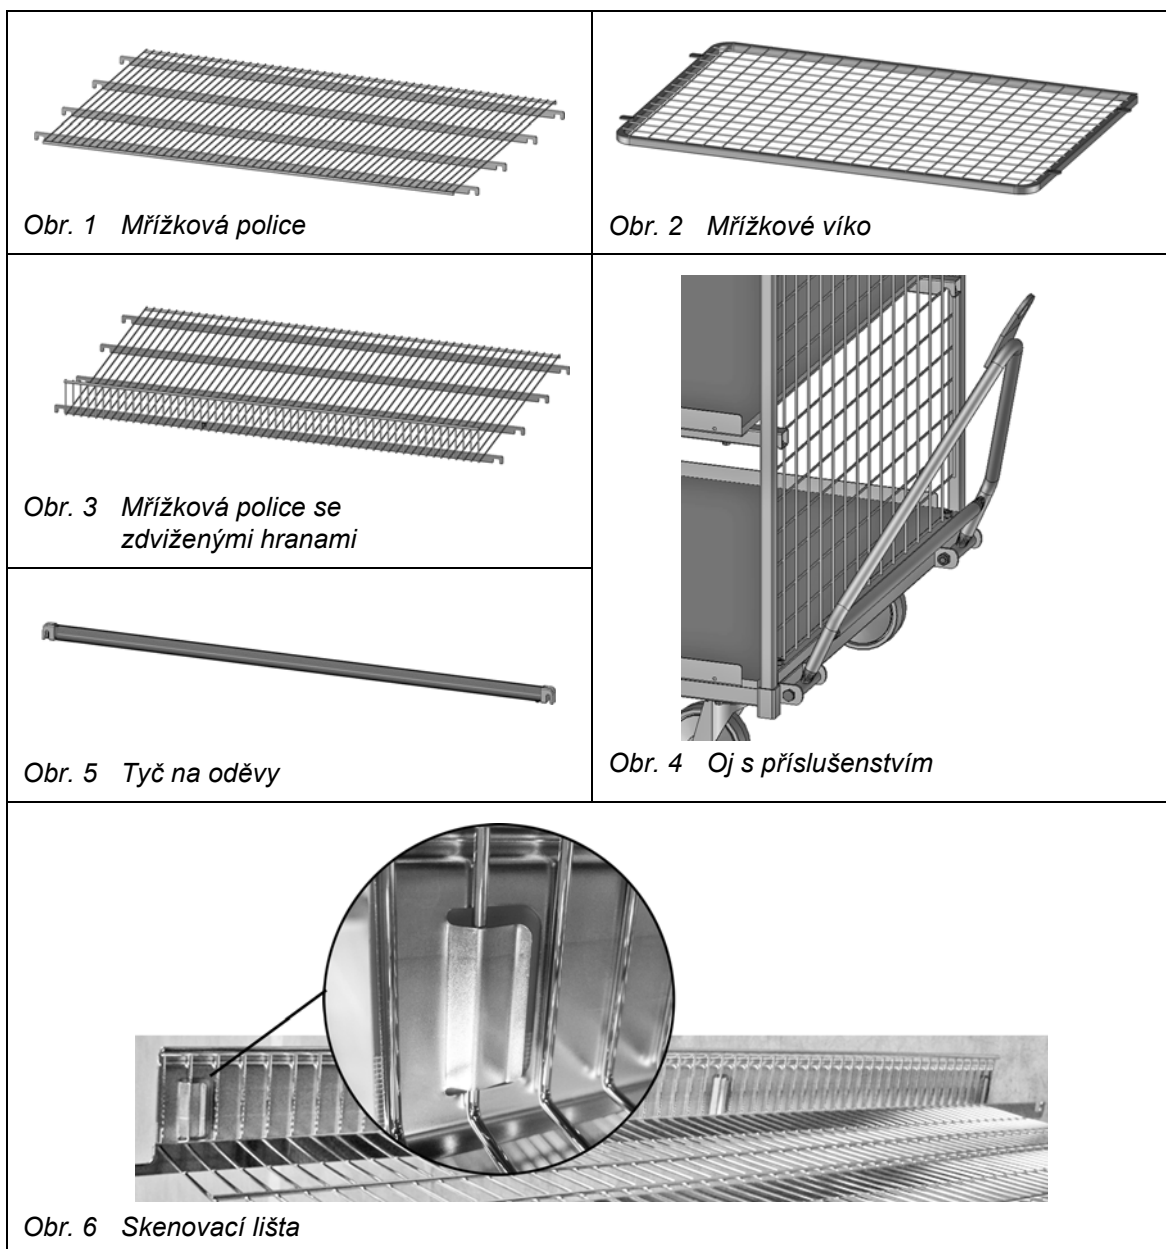 Obr. 1 Mřížková police
Obr. 2 Mřížkové víko
Obr. 3 Mřížková police se
zdviženými hranami
Obr. 5 Tyč na oděvy
Obr. 4 Oj s příslušenstvím
Obr. 6 Skenovací lišta